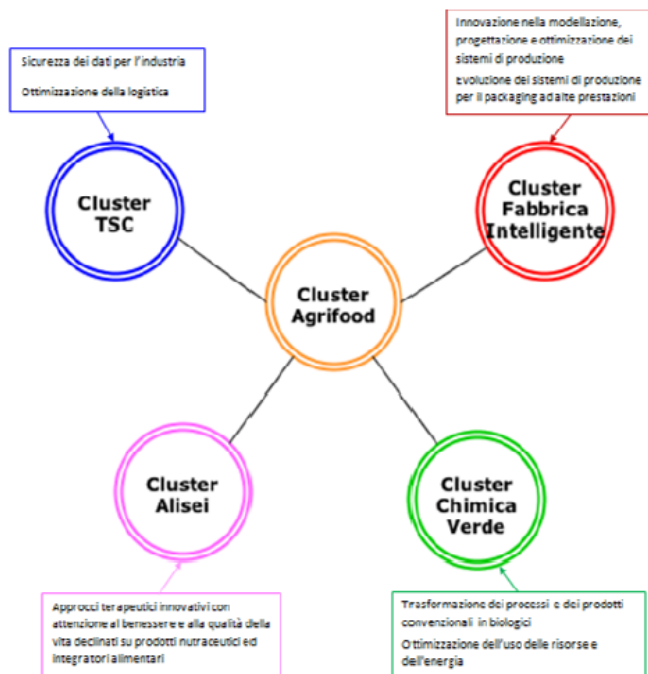 Sicurezza dei dati per l'industria
Ottimizzazione della logistica
Innovazione nella modellazione,
progettazione e ottimizzazione dei
sistemi di produzione
Evoluzione dei sistemi di produzione
per il packaging ad alte prestazioni
Cluster
TSC
Cluster
Fabbrica
Intelligente
Cluster
Agrifood
Cluster
Alisei
Cluster
Chimica
Verde
Approcci terapeutici innovativi con
attenzione al benessere e alla qualità della
vita declinati su prodotti nutraceutici ed
integratori alimentari
Trasformazione dei processi e dei prodotti
convenzionali in biologici
Ottimizzazione dell'uso delle risorse e
dell'energia